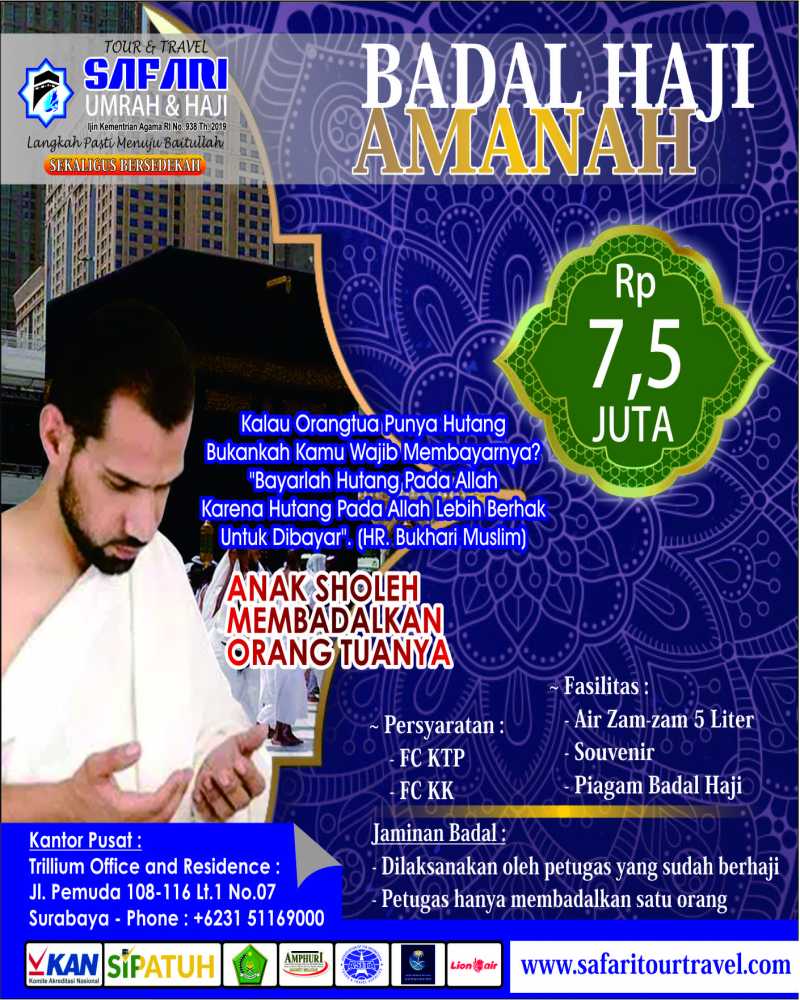 TOUR & TRAVEL
SAFARI
UMRAH & HAJI
Ijin Kementrian Agama RI No. 938 Th. 2019
Langkah Pasti Menuju Baitullah
SEKALIGUS BERSEDEKAH
BADAL HAJI
AMANAH
Rp
7,5
JUTA
Kalau Orangtua Punya Hutang
Bukankah Kamu Wajib Membayarnya?
"Bayarlah Hutang Pada Allah
Karena Hutang Pada Allah Lebih Berhak
Untuk Dibayar". (HR. Bukhari Muslim)
ANAK SHOLEH
MEMBADALKAN
ORANG TUANYA
~ Persyaratan :
- FC KTP
- FC KK
~ Fasilitas :
- Air Zam-zam 5 Liter
- Souvenir
- Piagam Badal Haji
Jaminan Badal :
- Dilaksanakan oleh petugas yang sudah berhaji
- Petugas hanya membadalkan satu orang
Kantor Pusat :
Trillium Office and Residence :
Jl. Pemuda 108-116 Lt.1 No.07
Surabaya - Phone : +6231 51169000
KAN
Komite Akreditasi Nasional
SIPATUH
AMPHURI
ASITA
Lion air
www.safaritourtravel.com